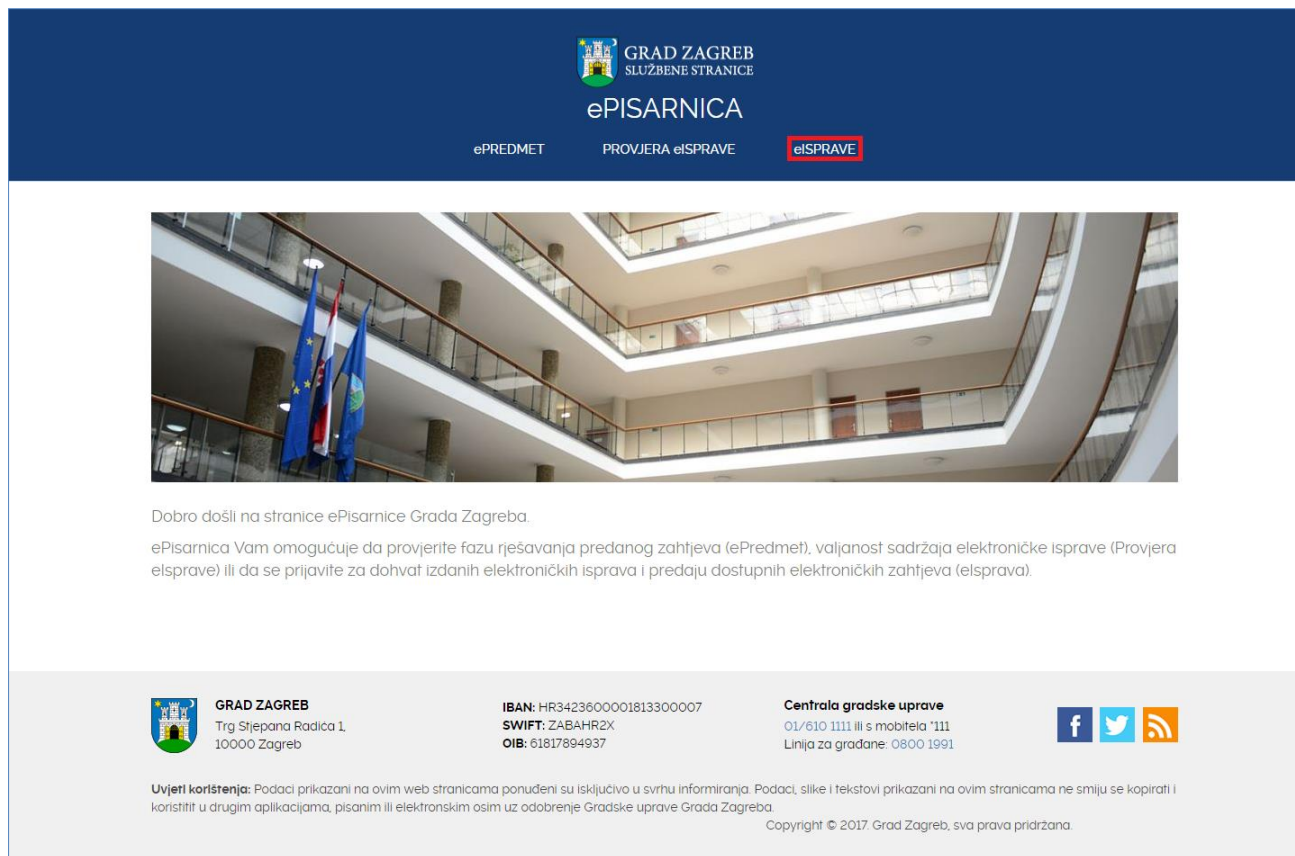 GRAD ZAGREB
SLUŽBENE STRANICE
ePISARNICA
ePREDMET PROVJERA eISPRAVE eISPRAVE
Dobro došli na stranice ePisarnice Grada Zagreba.
ePisarnica Vam omogućuje da provjerite fazu rješavanja predanog zahtjeva (ePredmet), valjanost sadržaja elektroničke isprave (Provjera
eIsprave) ili da se prijavite za dohvat izdanih elektroničkih isprava i predaju dostupnih elektroničkih zahtjeva (eIsprava).
GRAD ZAGREB
Trg Stjepana Radića 1,
10000 Zagreb
IBAN: HR3423600001813300007
SWIFT: ZABAHR2X
OIB: 61817894937
Centrala gradske uprave
01/610 1111 ili s mobitela *111
Linija za građane: 0800 1991
Uvjeti korištenja: Podaci prikazani na ovim web stranicama ponuđeni su isključivo u svrhu informiranja. Podaci, slike i tekstovi prikazani na ovim stranicama ne smiju se kopirati i
koristitit u drugim aplikacijama, pisanim ili elektronskim osim uz odobrenje Gradske uprave Grada Zagreba.
Copyright © 2017. Grad Zagreb, sva prava pridržana.